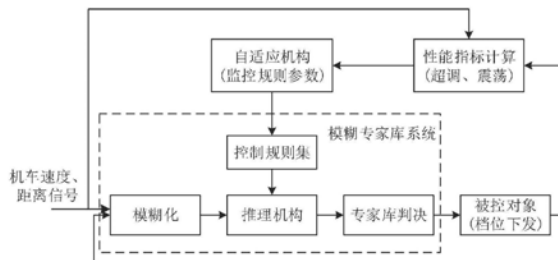 自适应机构
(监控规则参数)
性能指标计算
(超调、震荡)
模糊专家库系统
控制规则集
机车速度、
距离信号
模糊化
推理机构
专家库判决
被控对象
(档位下发)